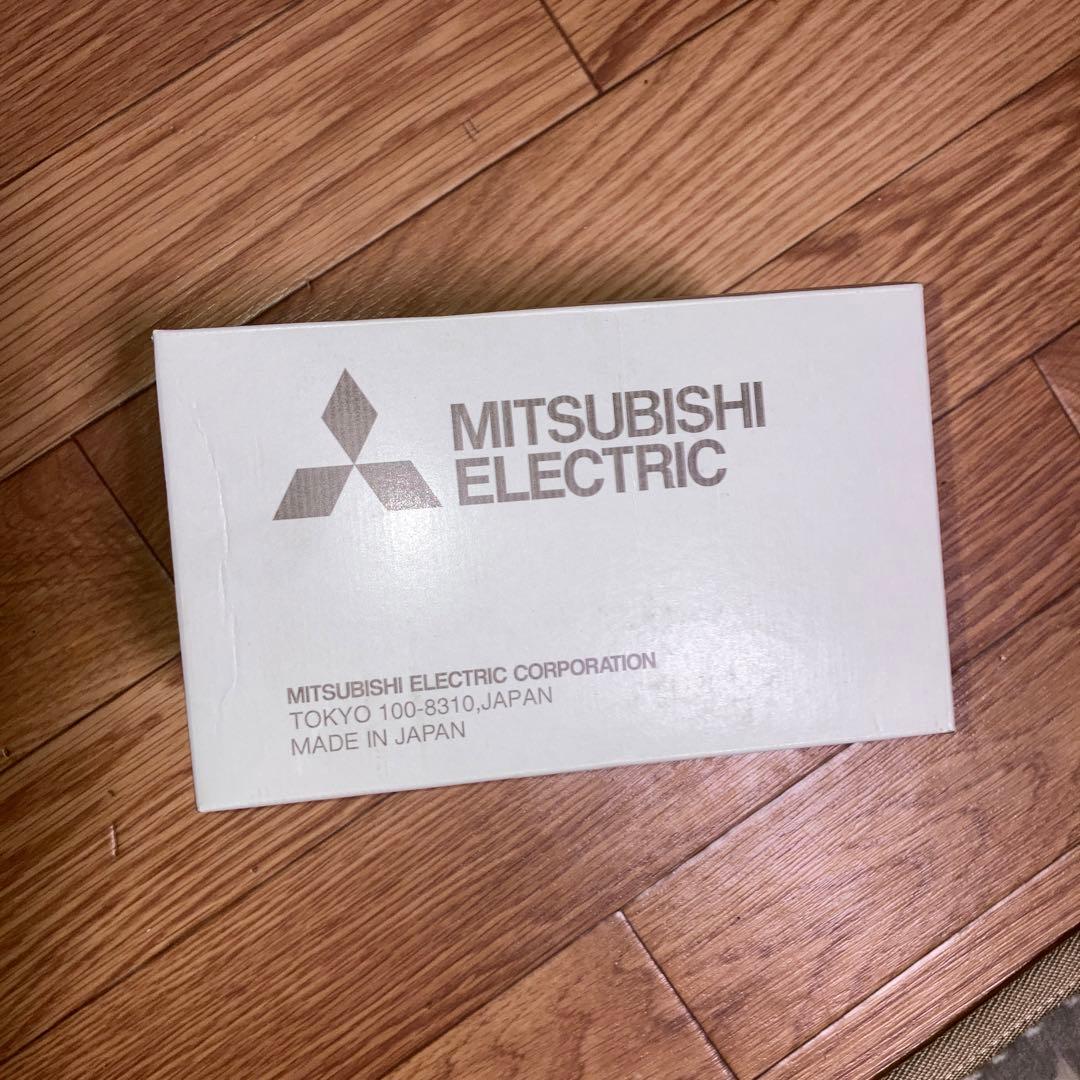 MITSUBISHI
ELECTRIC
MITSUBISHI ELECTRIC CORPORATION
TOKYO 100-8310,JAPAN
MADE IN JAPAN